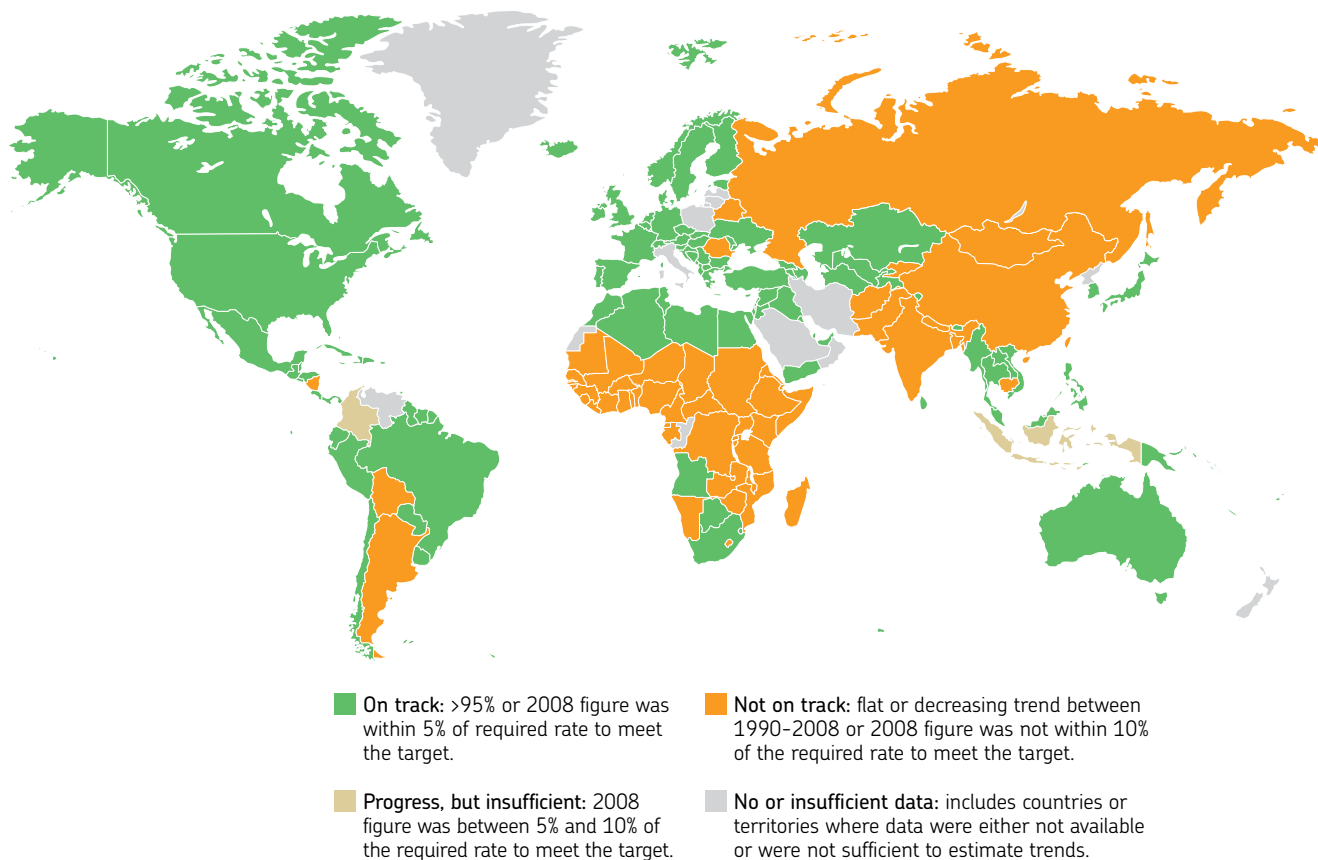 On track: >95% or 2008 figure was
within 5% of required rate to meet
the target.
Progress, but insufficient: 2008
figure was between 5% and 10% of
the required rate to meet the target.
Not on track: flat or decreasing trend between
1990–2008 or 2008 figure was not within 10%
of the required rate to meet the target.
No or insufficient data: includes countries or
territories where data were either not available
or were not sufficient to estimate trends.